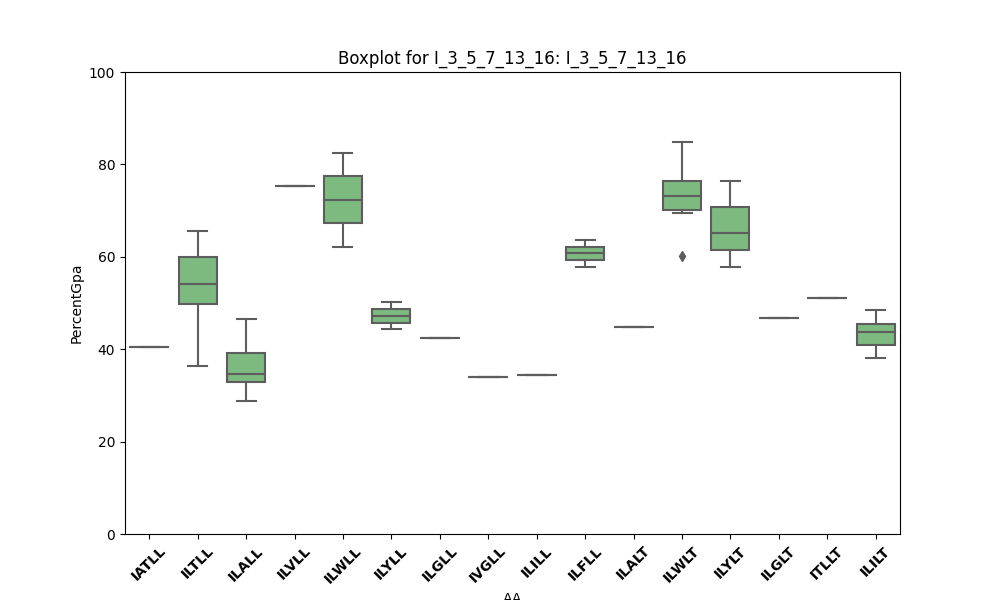 Boxplot for I_3_5_7_13_16: I_3_5_7_13_16
PercentGpa
100
80
60
40
20
0
IATLL
ILTLL
ILALL
ILVLL
ILWLL
ILYLL
ILGLL
IVGLL
ILILL
ILFLL
ILALT
ILWLT
ILYLT
ILGLT
ITLLT
ILILT
AA